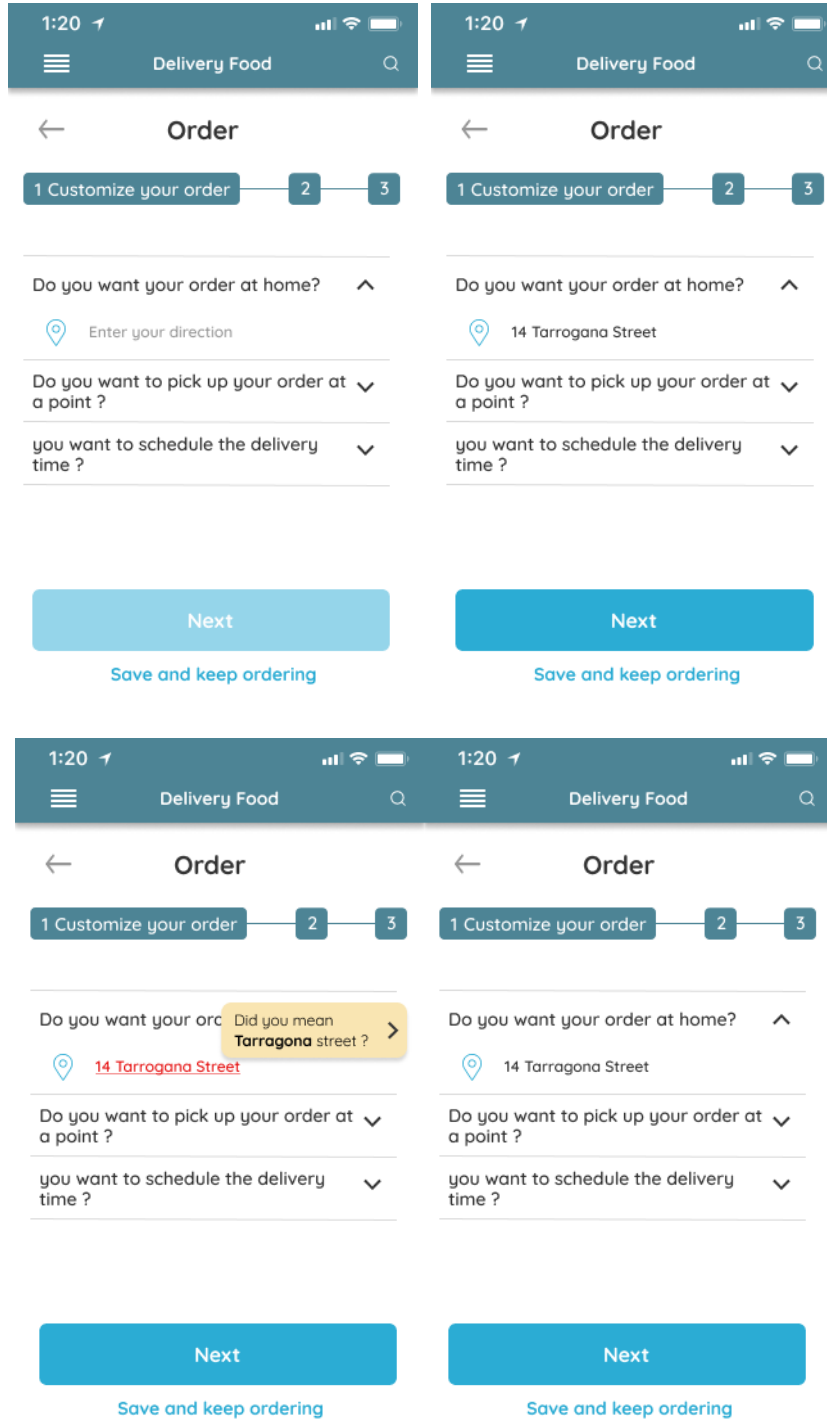 1:20
Delivery Food
Order
1 Customize your order 2 3
Do you want your order at home?
Enter your direction
Do you want to pick up your order at
a point ?
you want to schedule the delivery
time ?
Next
Save and keep ordering
1:20
Delivery Food
Order
1 Customize your order 2 3
Do you want your order at home?
14 Tarrogana Street
Do you want to pick up your order at
a point ?
you want to schedule the delivery
time ?
Next
Save and keep ordering
1:20
Delivery Food
Order
1 Customize your order 2 3
Do you want your orc
Did you mean
Tarragona street ?
14 Tarrogana Street
Do you want to pick up your order at
a point ?
you want to schedule the delivery
time ?
Next
Save and keep ordering
1:20
Delivery Food
Order
1 Customize your order 2 3
Do you want your order at home?
14 Tarragona Street
Do you want to pick up your order at
a point ?
you want to schedule the delivery
time ?
Next
Save and keep ordering